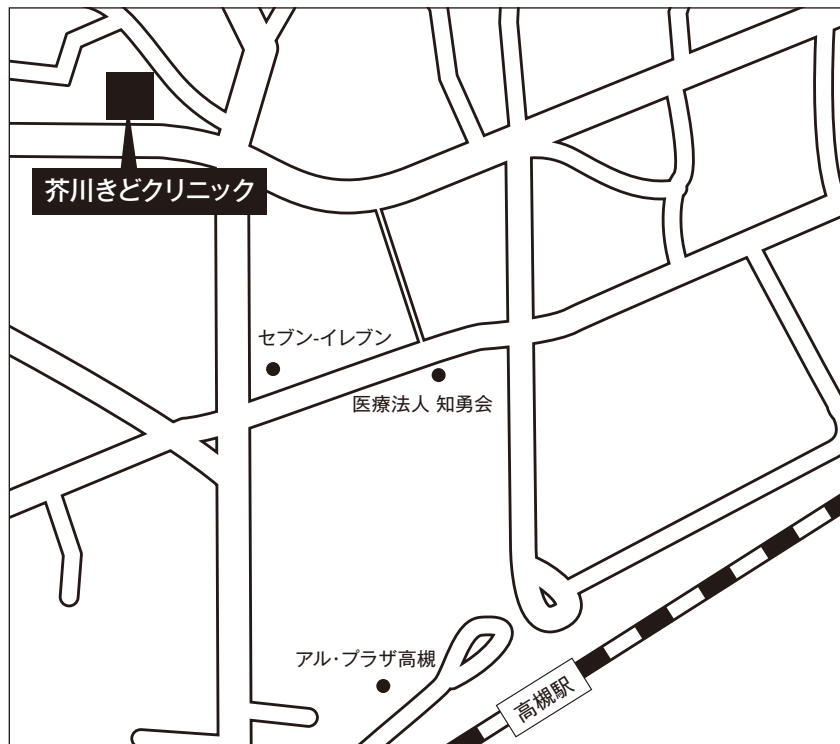 芥川きどクリニック
セブン-イレブン
医療法人 知勇会
アル・プラザ高槻
高槻駅